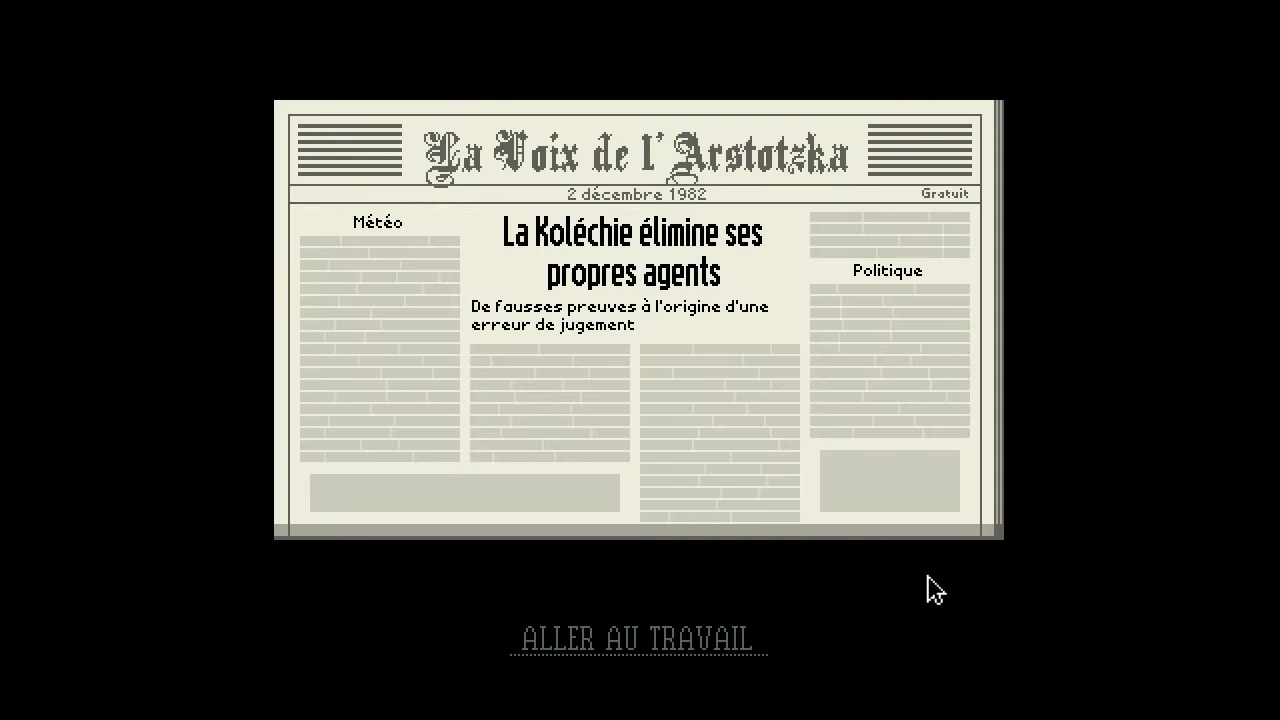 La Voix de l'Arstotzka
2 décembre 1982
Gratuit
Météo
La Koléchie élimine ses
propres agents
De fausses preuves à l'origine d'une
erreur de jugement
Politique
ALLER AU TRAVAIL